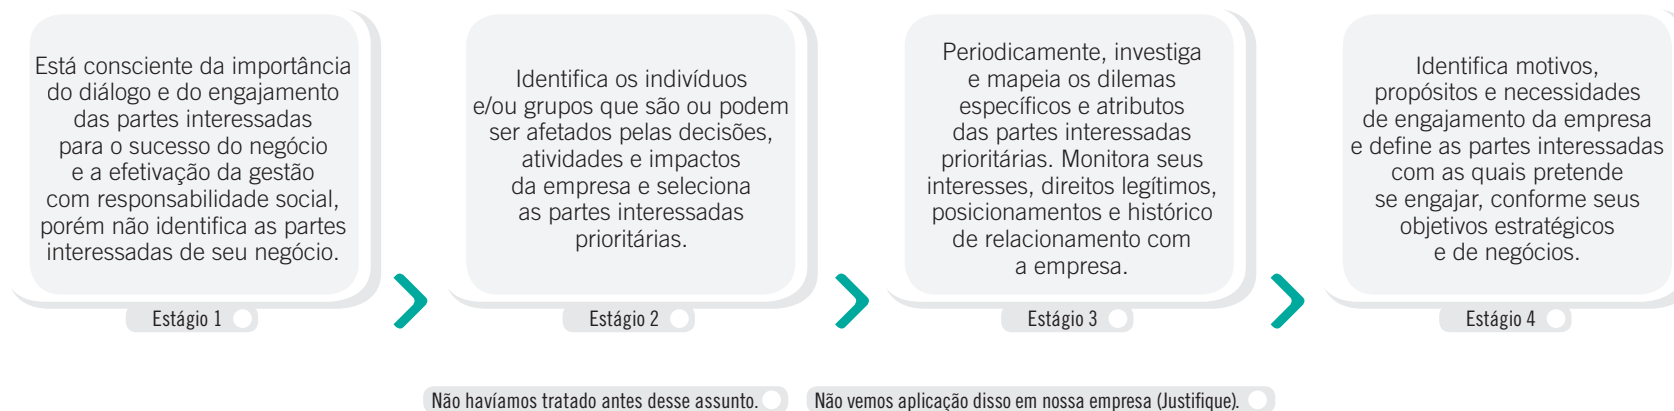 Está consciente da importância
do diálogo e do engajamento
das partes interessadas
para o sucesso do negócio
e a efetivação da gestão
com responsabilidade social,
porém não identifica as partes
interessadas de seu negócio.
Estágio 1
Identifica os indivíduos
e/ou grupos que são ou podem
ser afetados pelas decisões,
atividades e impactos
da empresa e seleciona
as partes interessadas
prioritárias.
Estágio 2
Periodicamente, investiga
e mapeia os dilemas
específicos e atributos
das partes interessadas
prioritárias. Monitora seus
interesses, direitos legítimos,
posicionamentos e histórico
de relacionamento com
a empresa.
Estágio 3
Identifica motivos,
propósitos e necessidades
de engajamento da empresa
e define as partes interessadas
com as quais pretende
se engajar, conforme seus
objetivos estratégicos
e de negócios.
Estágio 4
Não havíamos tratado antes desse assunto.
Não vemos aplicação disso em nossa empresa (Justifique).